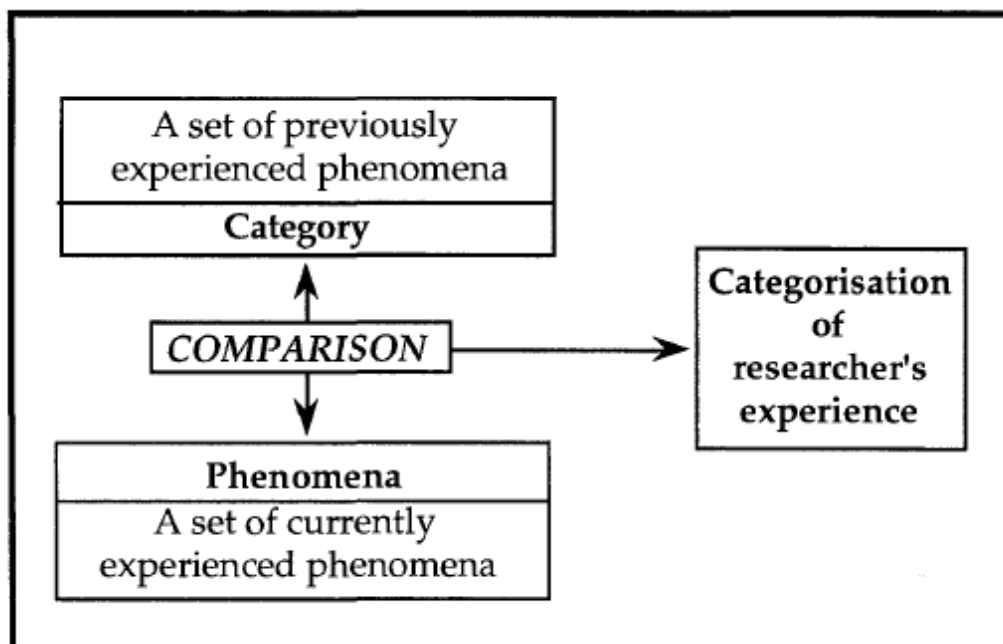 A set of previously
experienced phenomena
Category
COMPARISON
Categorisation
of
researcher's
experience
Phenomena
A set of currently
experienced phenomena